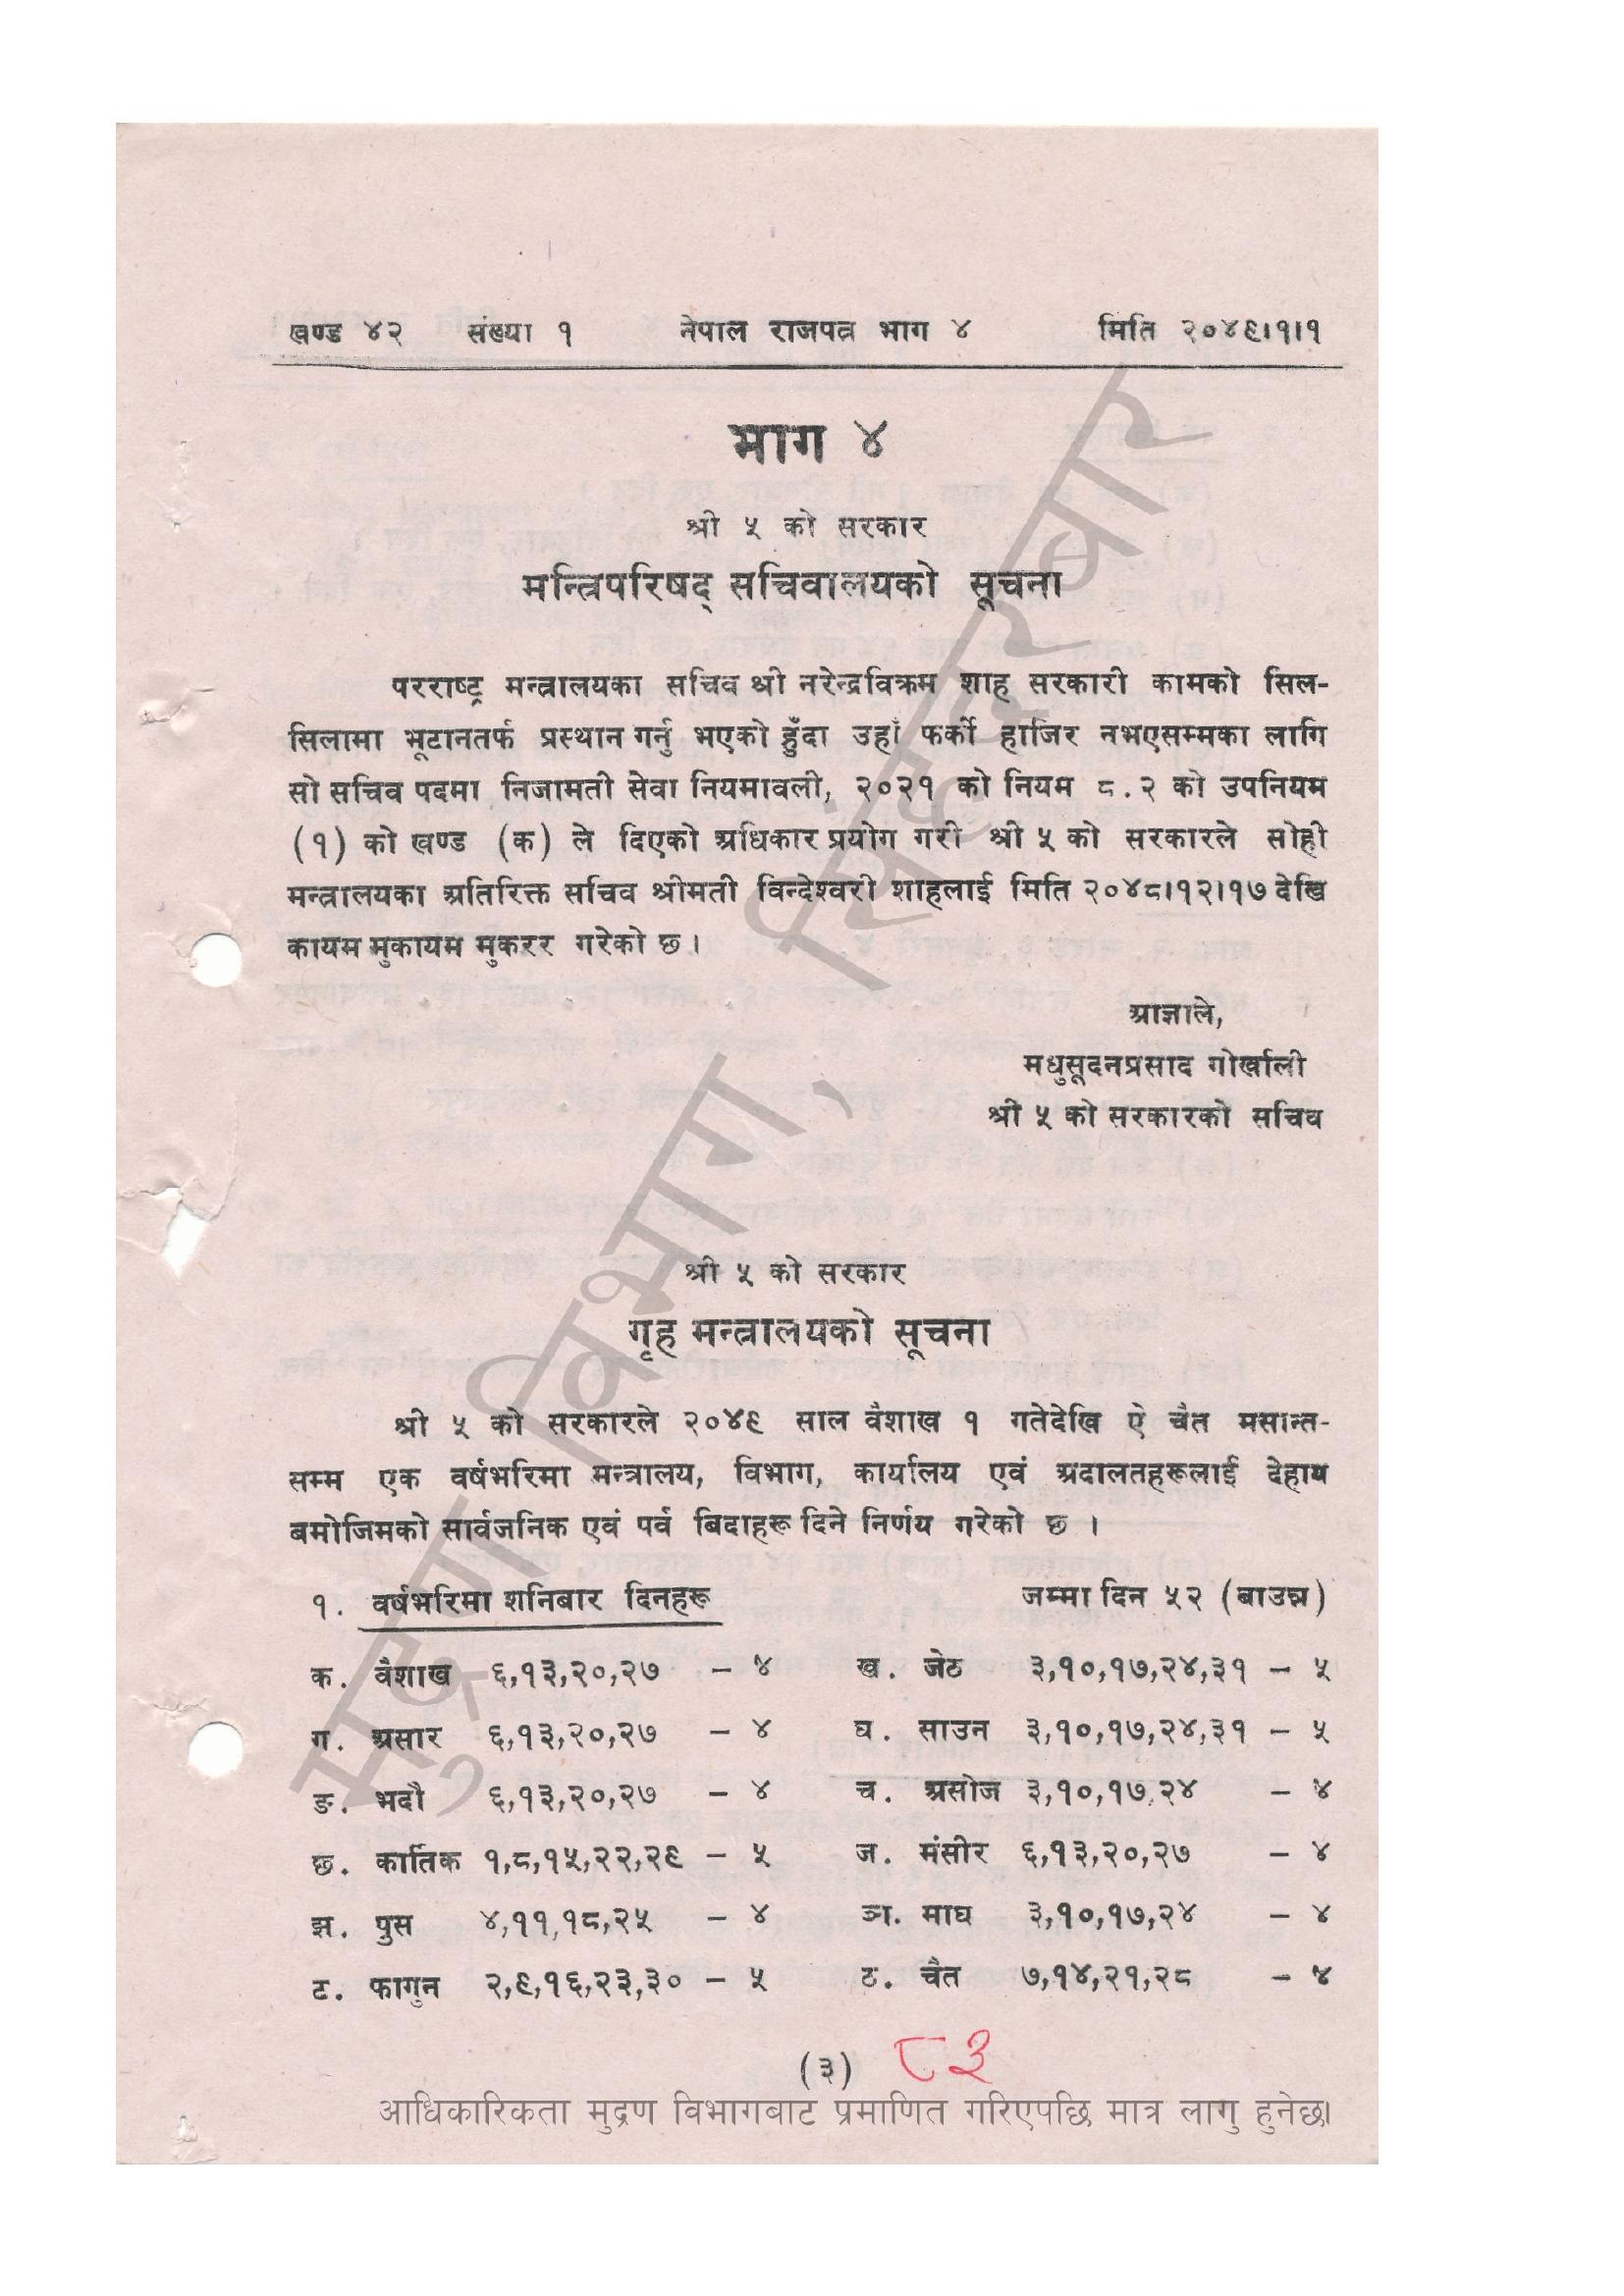 खण्ड ४२ संख्या १ नेपाल राजपत्र भाग ४ मिति २०४९।१।१
भाग ४
श्री ५ को सरकार
मन्त्रिपरिषद् सचिवालयको सूचना
परराष्ट्र मन्त्रालयका सचिव श्री नरेन्द्रविक्रम शाह सरकारी कामको सिल-
सिलामा भूटानतर्फ प्रस्थान गर्नु भएको हुँदा उहां फर्की हाजिर नभएसम्मका लागि
सो सचिव पदमा निजामती सेवा नियमावली, २०२१ को नियम ८.२ को उपनियम
(१) को खण्ड (क) ले दिएको अधिकार प्रयोग गरी श्री ५ को सरकारले सोही
मन्त्रालयका अतिरिक्त सचिव श्रीमती विन्देश्वरी शाहलाई मिति २०४८।१२।१७ देखि
कायम मुकायम मुकरर गरेको छ।
आज्ञाले,
मधुसूदनप्रसाद गोर्खाली
श्री ५ को सरकारको सचिव
श्री ५ को सरकार
गृह मन्त्रालयको सूचना
श्री ५ को सरकारले २०४९ साल वैशाख १ गतेदेखि ऐ चैत मसान्त-
सम्म एक वर्षभरिमा मन्त्रालय, विभाग, कार्यालय एवं अदालतहरूलाई देहाय
बमोजिमको सार्वजनिक एवं पर्व बिदाहरू दिने निर्णय गरेको छ ।
१. वर्षभरिमा शनिबार दिनहरू जम्मा दिन ५२ (बाउन्न)
क. वैशाख ६,१३,२०,२७ – ४ ख. जेठ ३,१०,१७,२४,३१ – ५
ग. असार ६,१३,२०,२७ – ४ घ. साउन ३,१०,१७,२४,३१ – ५
ङ. भदौ ६,१३,२०,२७ – ४ च. असोज ३,१०,१७,२४ – ४
छ. कार्तिक १,८,१५,२२,२९ – ५ ज. मंसीर ६,१३,२०,२७ – ४
झ. पुस ४,११,१८,२५ – ४ ञ. माघ ३,१०,१७,२४ – ४
ट. फागुन २,९,१६,२३,३० – ५ ठ. चैत ७,१४,२१,२८ – ४
(३) ८३
आधिकारिकता मुद्रण विभागबाट प्रमाणित गरिएपछि मात्र लागु हुनेछ।
मुद्रण विभाग, सिंहदरबार